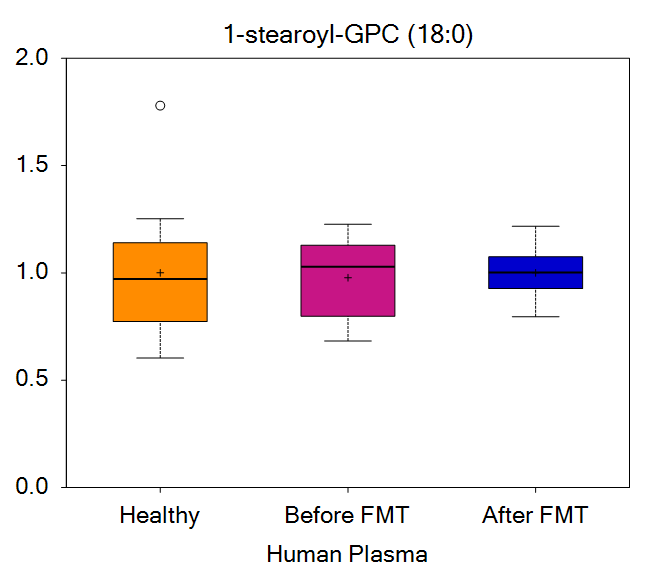 1-stearoyl-GPC (18:0)
2.0
1.5
1.0
0.5
0.0
Healthy Before FMT After FMT
Human Plasma